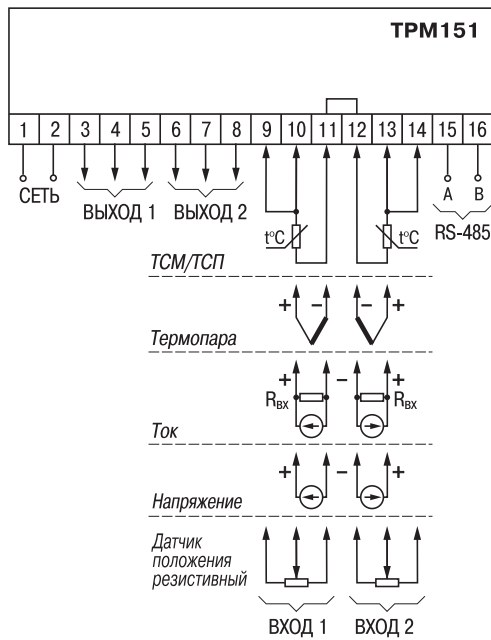 ТРМ151
1 2 3 4 5 6 7 8 9 10 11 12 13 14 15 16
СЕТЬ
ВЫХОД 1
ВЫХОД 2
A B
RS-485
t°C t°C
ТСМ/ТСП
+ – – +
Термопара
+ – +
Rвх Rвх
Ток
+ – +
Напряжение
Датчик
положения
резистивный
ВХОД 1 ВХОД 2